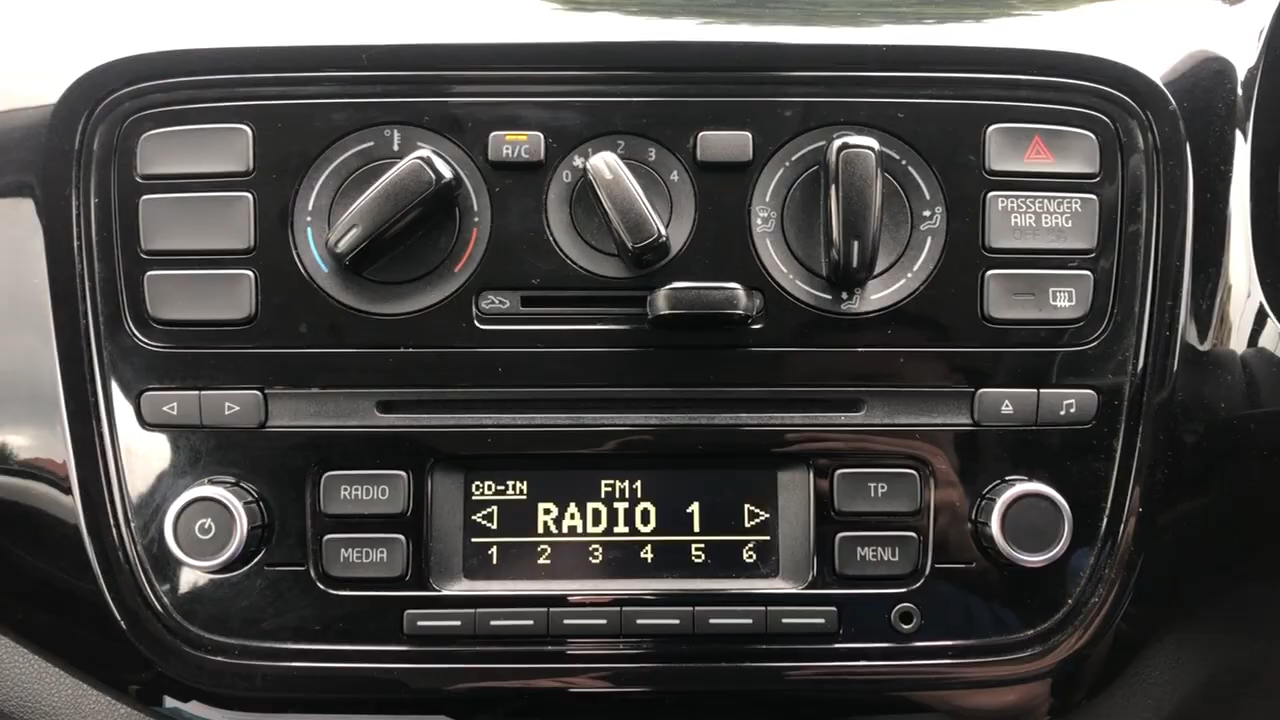 A/C
0 1 2 3 4
PASSENGER
AIR BAG
OFF
RADIO
MEDIA
CD-IN FM1
RADIO 1
1 2 3 4 5 6
TP
MENU